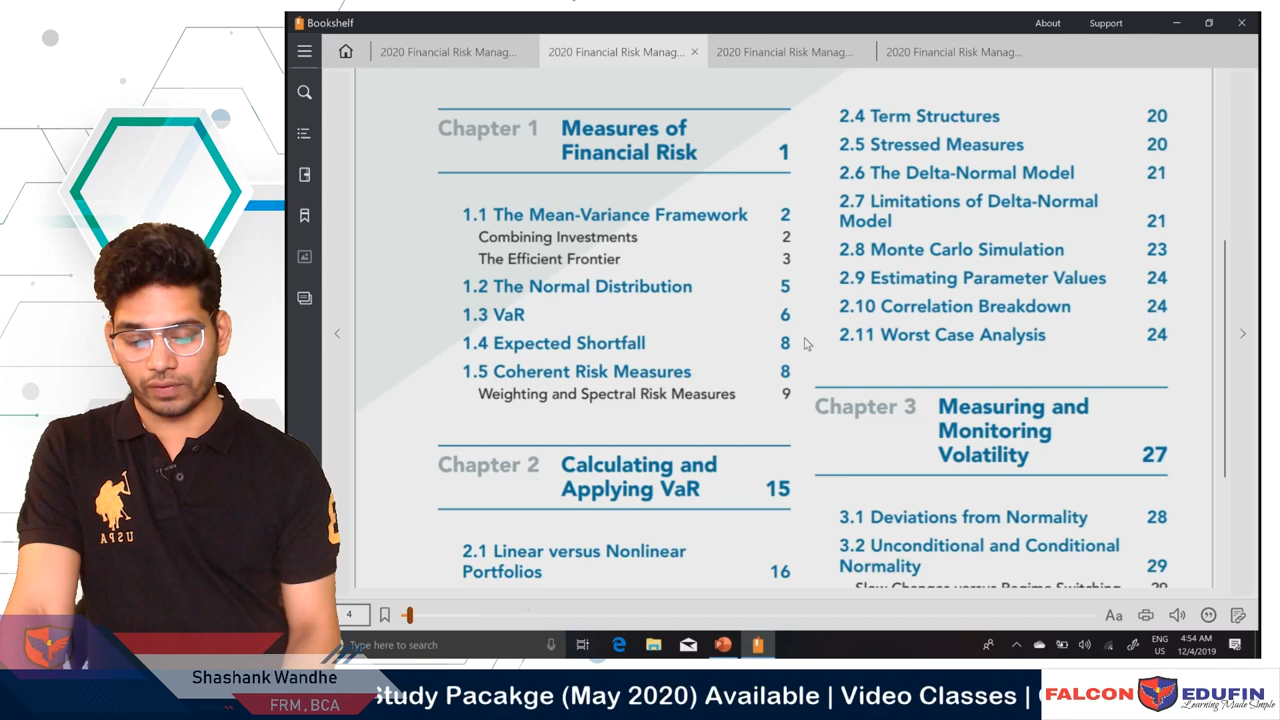 Bookshelf
About
Support
2020 Financial Risk Manag...
2020 Financial Risk Manag...
2020 Financial Risk Manag...
2020 Financial Risk Manag...
Chapter 1 Measures of
Financial Risk 1
1.1 The Mean-Variance Framework 2
Combining Investments 2
The Efficient Frontier 3
1.2 The Normal Distribution 5
1.3 VaR 6
1.4 Expected Shortfall 8
1.5 Coherent Risk Measures 8
Weighting and Spectral Risk Measures 9
Chapter 2 Calculating and
Applying VaR 15
2.1 Linear versus Nonlinear
Portfolios 16
2.4 Term Structures 20
2.5 Stressed Measures 20
2.6 The Delta-Normal Model 21
2.7 Limitations of Delta-Normal
Model 21
2.8 Monte Carlo Simulation 23
2.9 Estimating Parameter Values 24
2.10 Correlation Breakdown 24
2.11 Worst Case Analysis 24
Chapter 3 Measuring and
Monitoring
Volatility 27
3.1 Deviations from Normality 28
3.2 Unconditional and Conditional
Normality 29
Slow Changes versus Regime Switching 29
4
Aa
Type here to search
ENG
US
4:54 AM
12/4/2019
USPA
Shashank Wandhe
FRM, BCA
Study Pacakge (May 2020) Available | Video Classes |
FALCON EDUFIN
Learning Made Simple